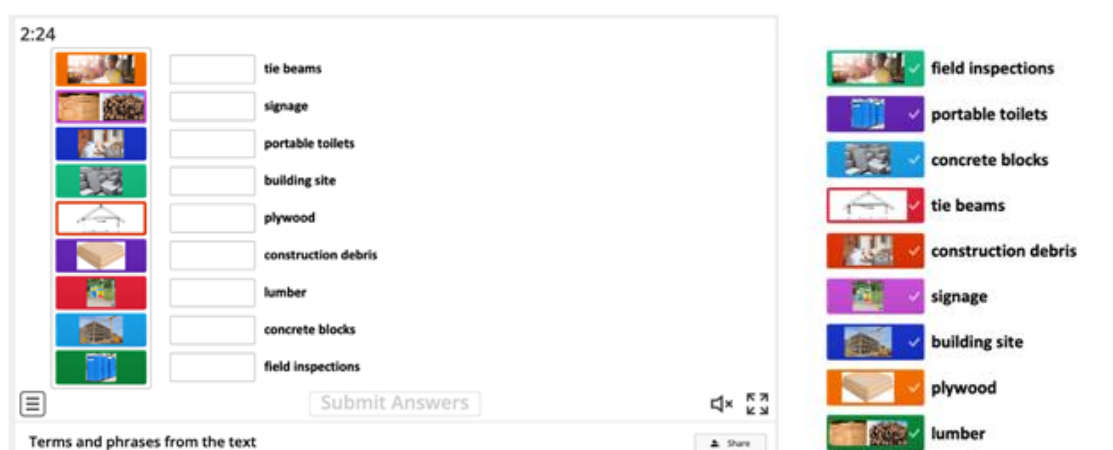 2:24
tie beams
signage
portable toilets
building site
plywood
construction debris
lumber
concrete blocks
field inspections
Submit Answers
Terms and phrases from the text
Share
field inspections
portable toilets
concrete blocks
tie beams
construction debris
signage
building site
plywood
lumber